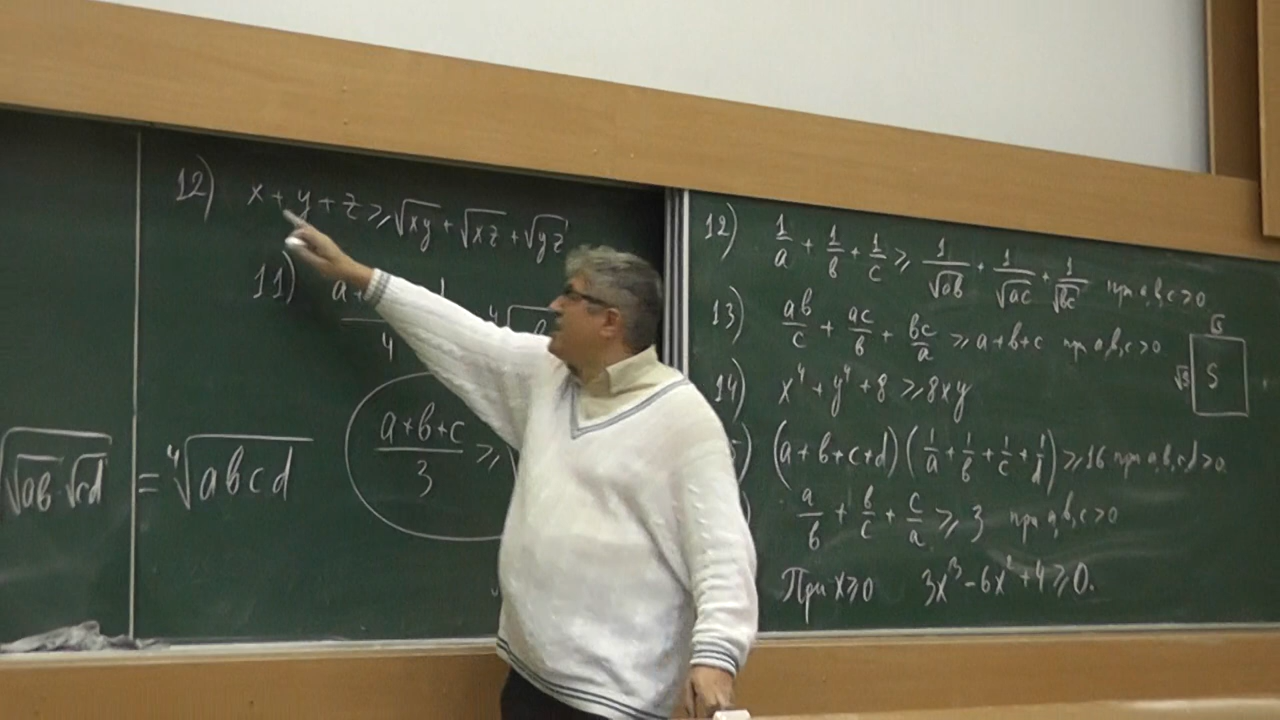 12) x + y + z ≥ √xy + √xz + √yz
11) a+
4
√ab √cd = ⁴√abcd
(a+b+c)/3 ≥
12) 1/a + 1/b + 1/c ≥ 1/√ab + 1/√ac + 1/√bc при a,b,c>0
13) ab/c + ac/b + bc/a ≥ a+b+c при a,b,c>0
√S
√S S
14) x⁴ + y⁴ + 8 ≥ 8xy
) (a+b+c+d)(1/a + 1/b + 1/c + 1/d) ≥ 16 при a,b,c,d>0
) a/b + b/c + c/a ≥ 3 при a,b,c>0
При x≥0 3x³ - 6x² + 4 ≥ 0.